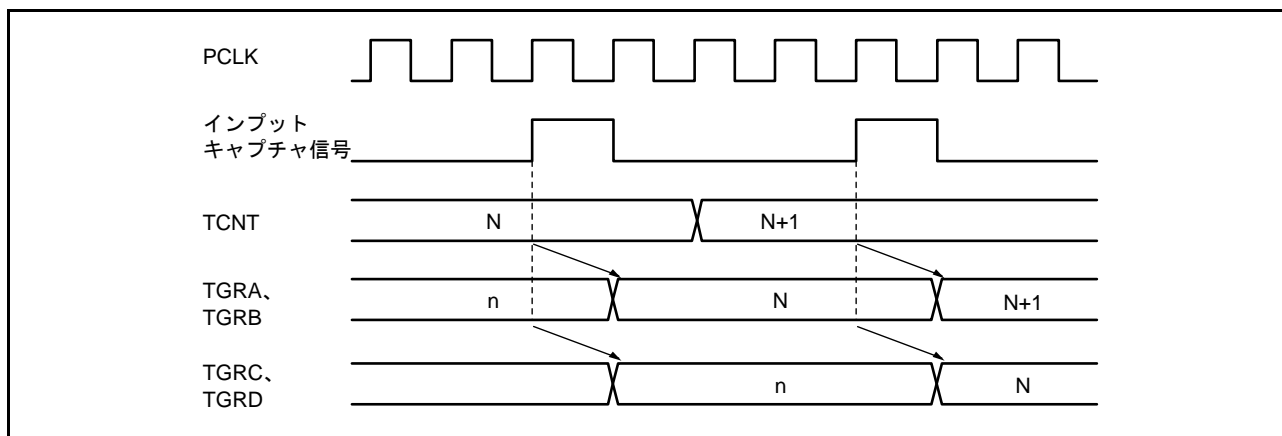 PCLK
インプット
キャプチャ信号
TCNT
N
N+1
TGRA、
TGRB
n
N
N+1
TGRC、
TGRD
n
N